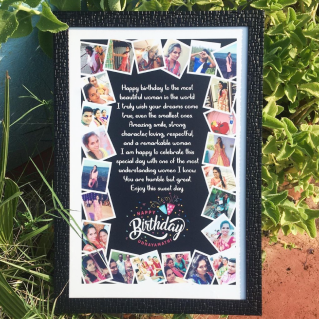 Happy birthday to the most
beautiful woman in the world
I truly wish your dreams come
true, even the smallest ones.
Amazing smile, strong
character, loving, respectful,
and a remarkable woman.
I am happy to celebrate this
special day with one of the most
understanding women I know.
You are humble but great.
Enjoy this sweet day.
HAPPY
Birthday